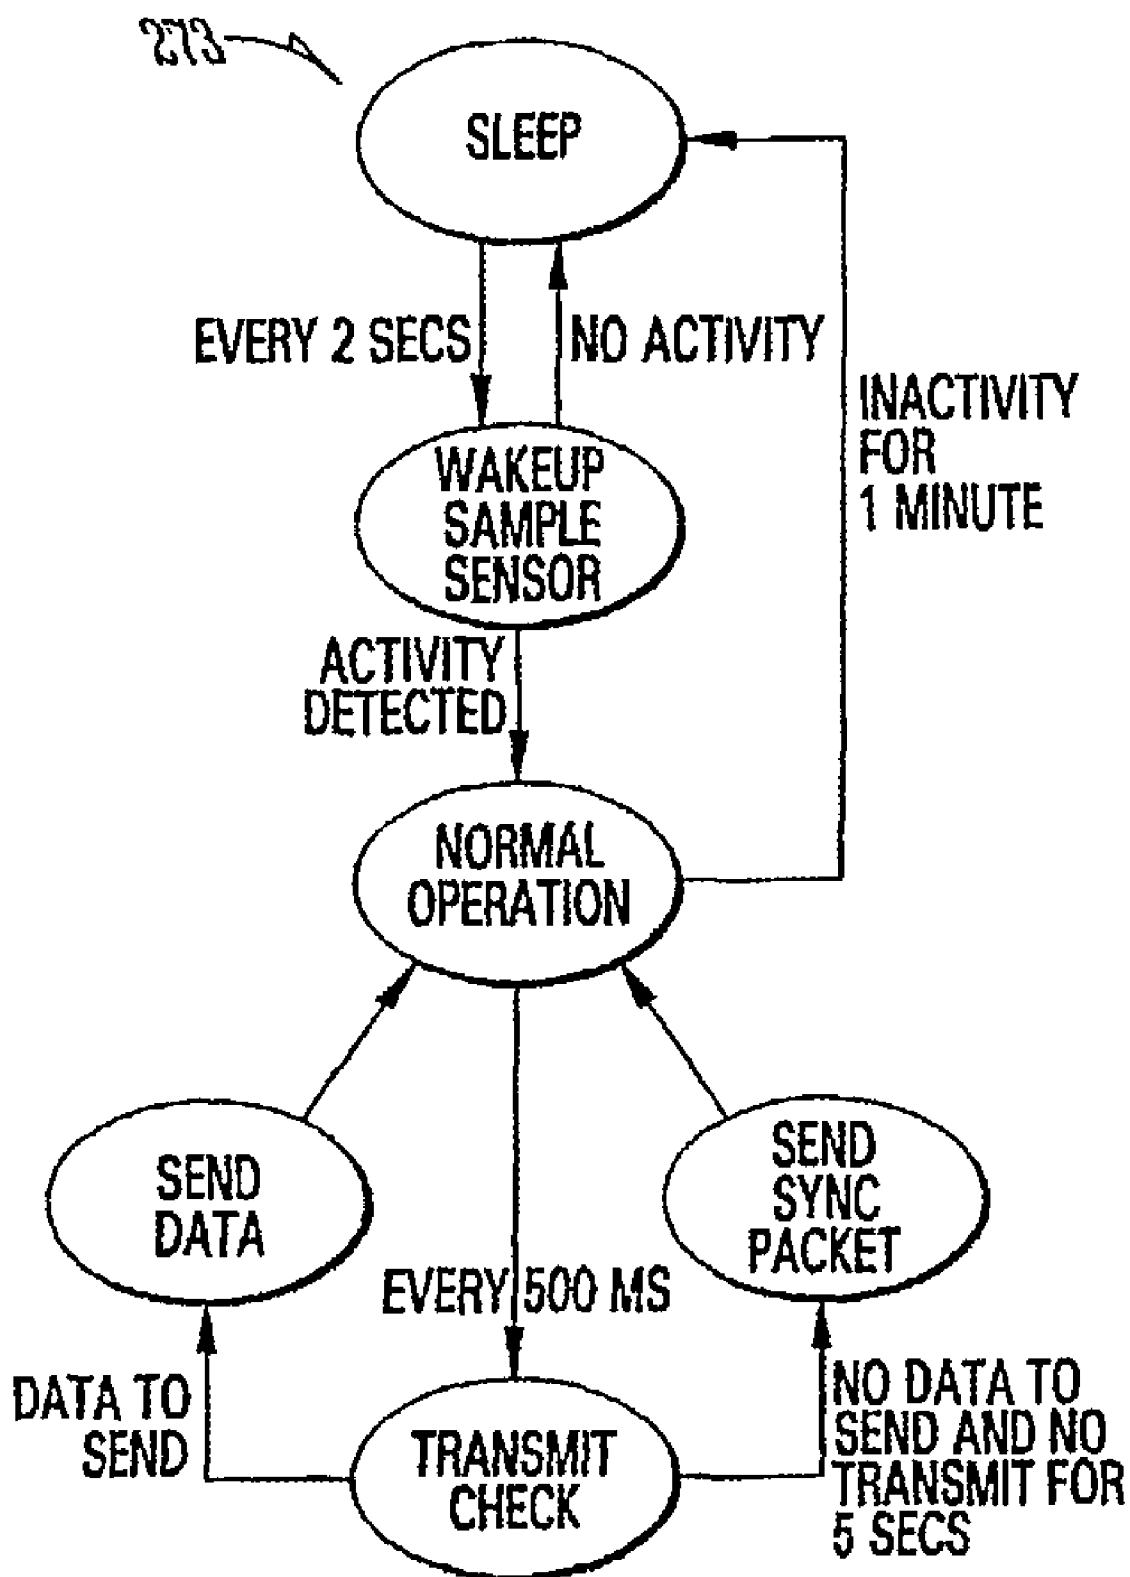 273
SLEEP
EVERY 2 SECS
NO ACTIVITY
INACTIVITY
FOR
1 MINUTE
WAKEUP
SAMPLE
SENSOR
ACTIVITY
DETECTED
NORMAL
OPERATION
SEND
DATA
SEND
SYNC
PACKET
EVERY 500 MS
DATA TO
SEND
NO DATA TO
SEND AND NO
TRANSMIT FOR
5 SECS
TRANSMIT
CHECK